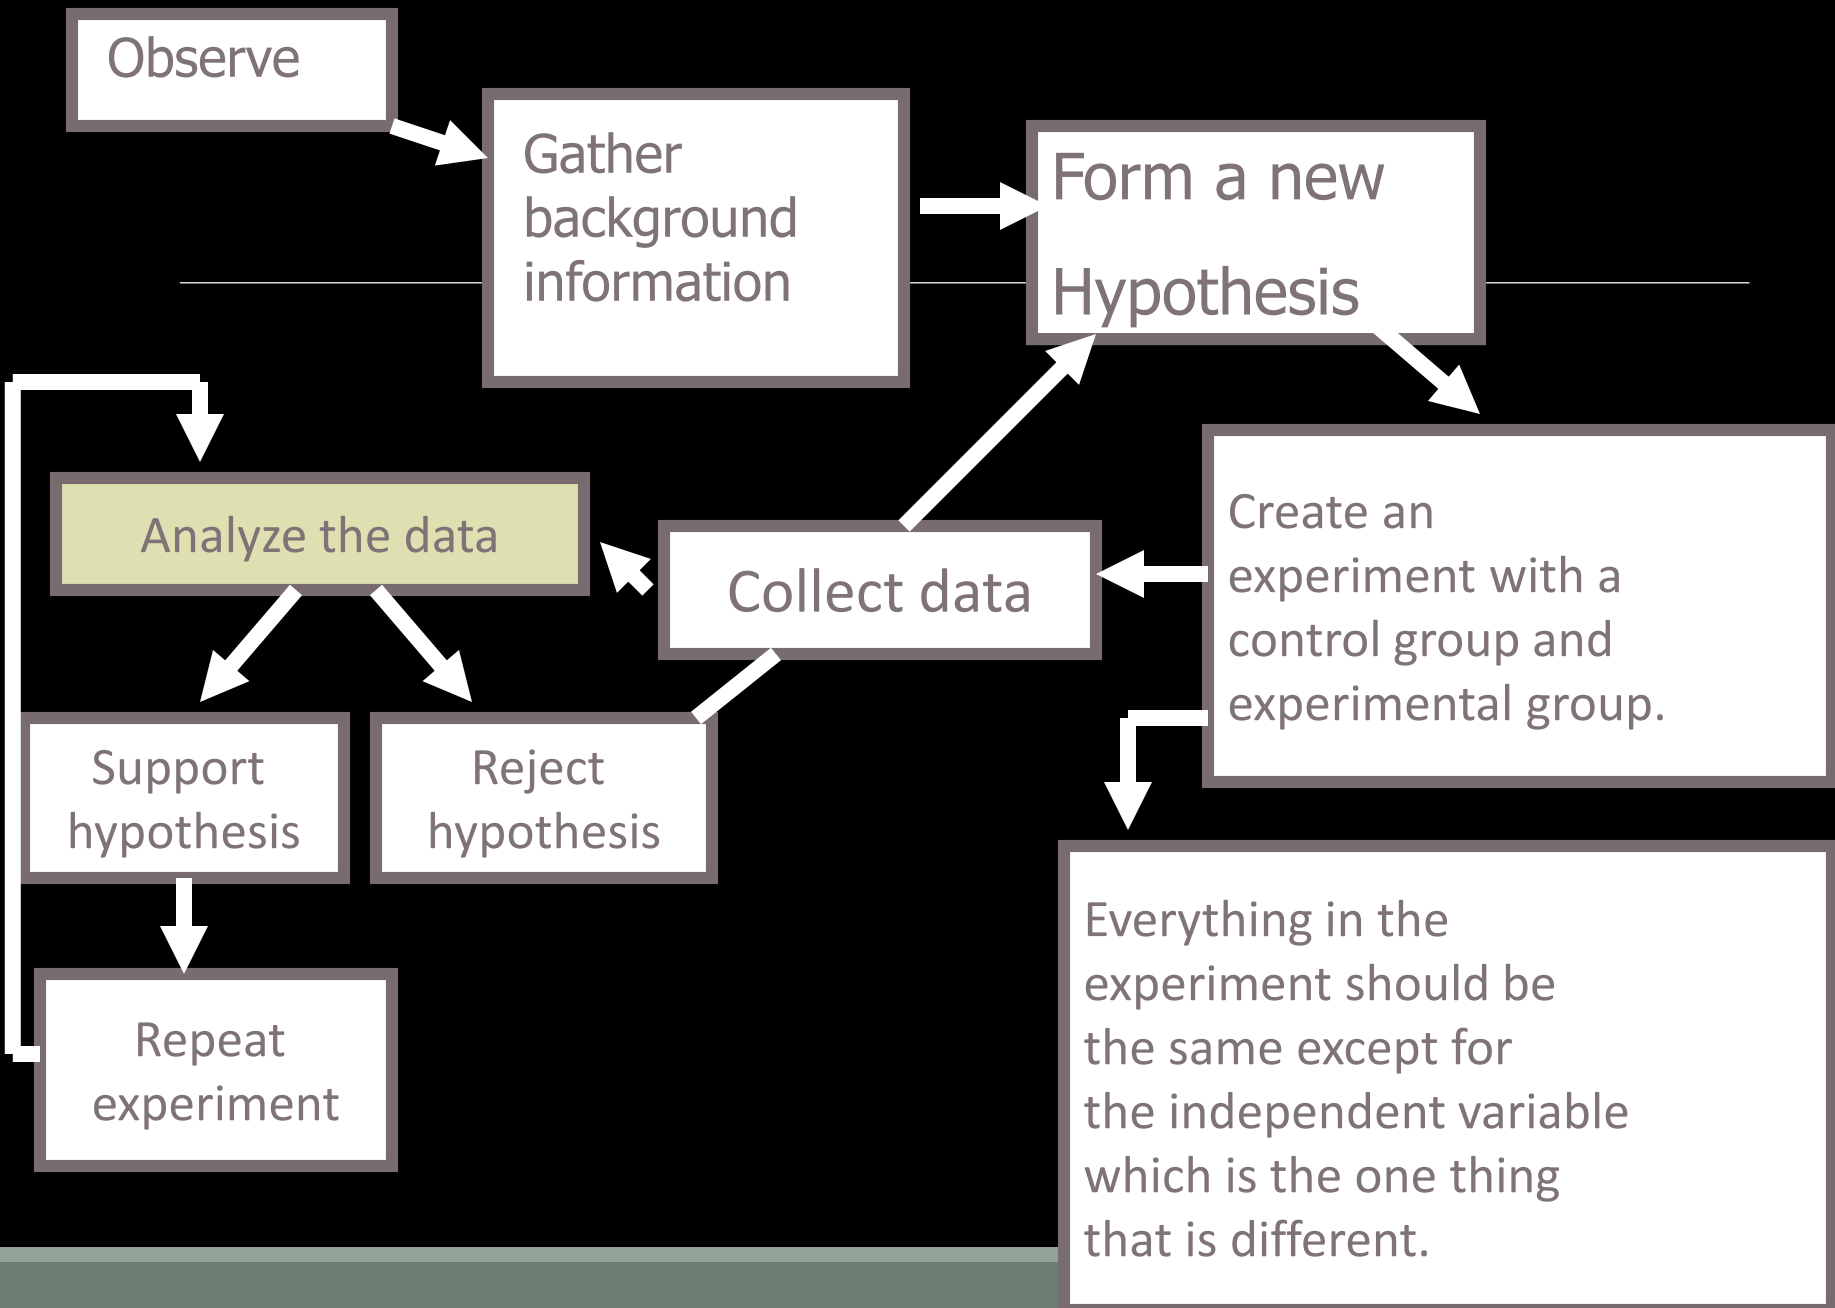 Observe
Gather
background
information
Form a new
Hypothesis
Analyze the data
Collect data
Create an
experiment with a
control group and
experimental group.
Support
hypothesis
Reject
hypothesis
Repeat
experiment
Everything in the
experiment should be
the same except for
the independent variable
which is the one thing
that is different.